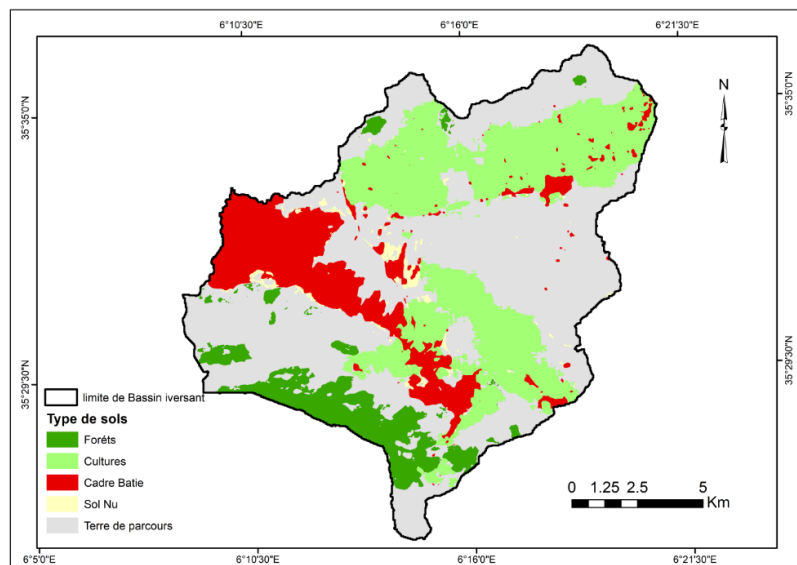 6°10'30"E 6°16'0"E 6°21'30"E
35°35'0"N
35°35'0"N
N
35°29'30"N
35°29'30"N
limite de Bassin iversant
Type de sols
Foréts
Cultures
Cadre Batie
Sol Nu
Terre de parcours
0 1.25 2.5 5
Km
6°5'0"E 6°10'30"E 6°16'0"E 6°21'30"E